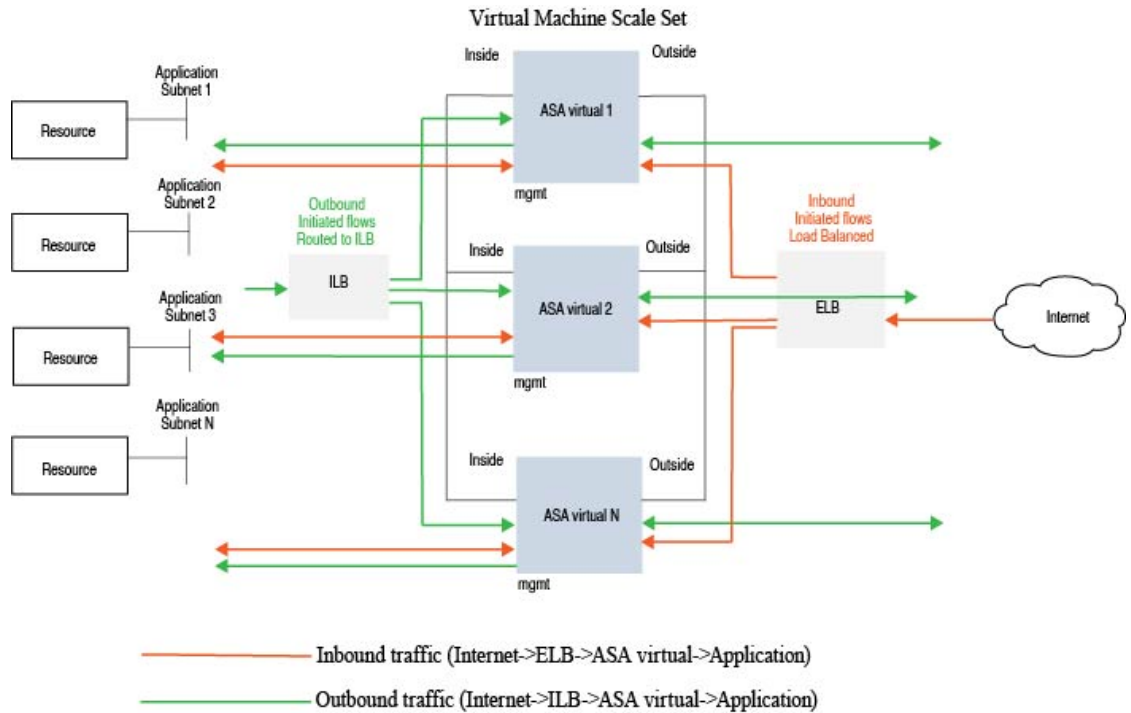 Virtual Machine Scale Set
Inside
Outside
Application
Subnet 1
ASA virtual 1
Resource
mgmt
Application
Subnet 2
Outbound
Initiated flows
Routed to ILB
Inbound
Initiated flows
Load Balanced
Resource
Inside
Outside
ILB
ASA virtual 2
ELB
Internet
Application
Subnet 3
Resource
mgmt
Application
Subnet N
Inside
Outside
Resource
ASA virtual N
mgmt
Inbound traffic (Internet->ELB->ASA virtual->Application)
Outbound traffic (Internet->ILB->ASA virtual->Application)